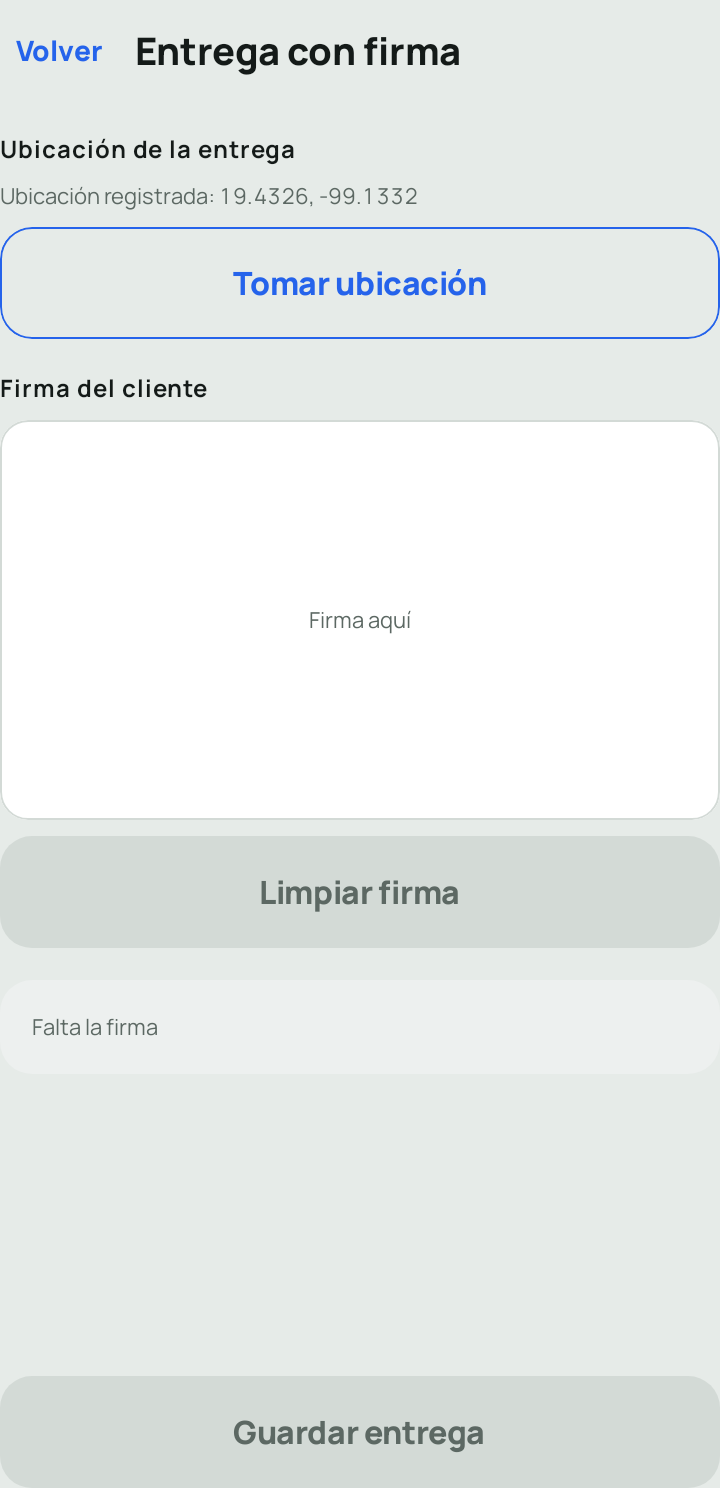 Volver Entrega con firma
Ubicación de la entrega
Ubicación registrada: 19.4326, -99.1332
Tomar ubicación
Firma del cliente
Firma aquí
Limpiar firma
Falta la firma
Guardar entrega